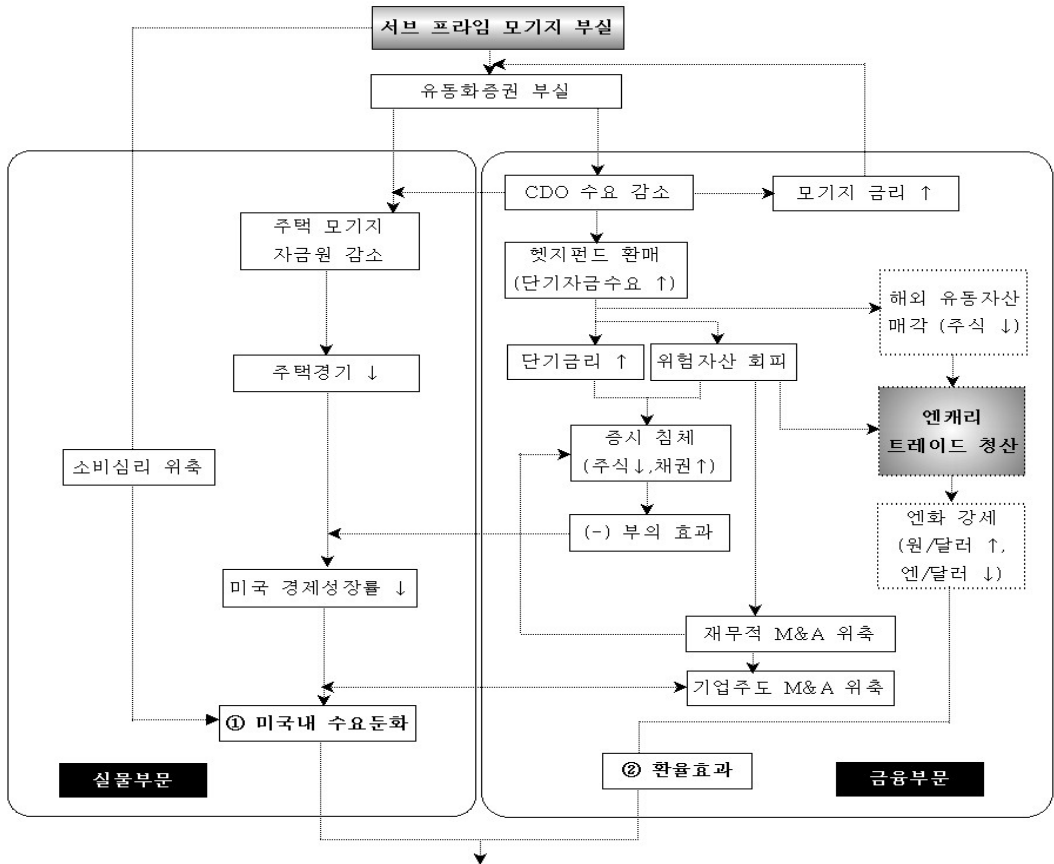 서브 프라임 모기지 부실
유동화증권 부실
CDO 수요 감소
모기지 금리 ↑
주택 모기지
자금원 감소
헷지펀드 환매
(단기자금수요 ↑)
해외 유동자산
매각 (주식 ↓)
주택경기 ↓
단기금리 ↑
위험자산 회피
엔캐리
트레이드 청산
소비심리 위축
증시 침체
(주식↓,채권↑)
(-) 부의 효과
엔화 강세
(원/달러 ↑,
엔/달러 ↓)
미국 경제성장률 ↓
재무적 M&A 위축
기업주도 M&A 위축
① 미국내 수요둔화
② 환율효과
실물부문
금융부문